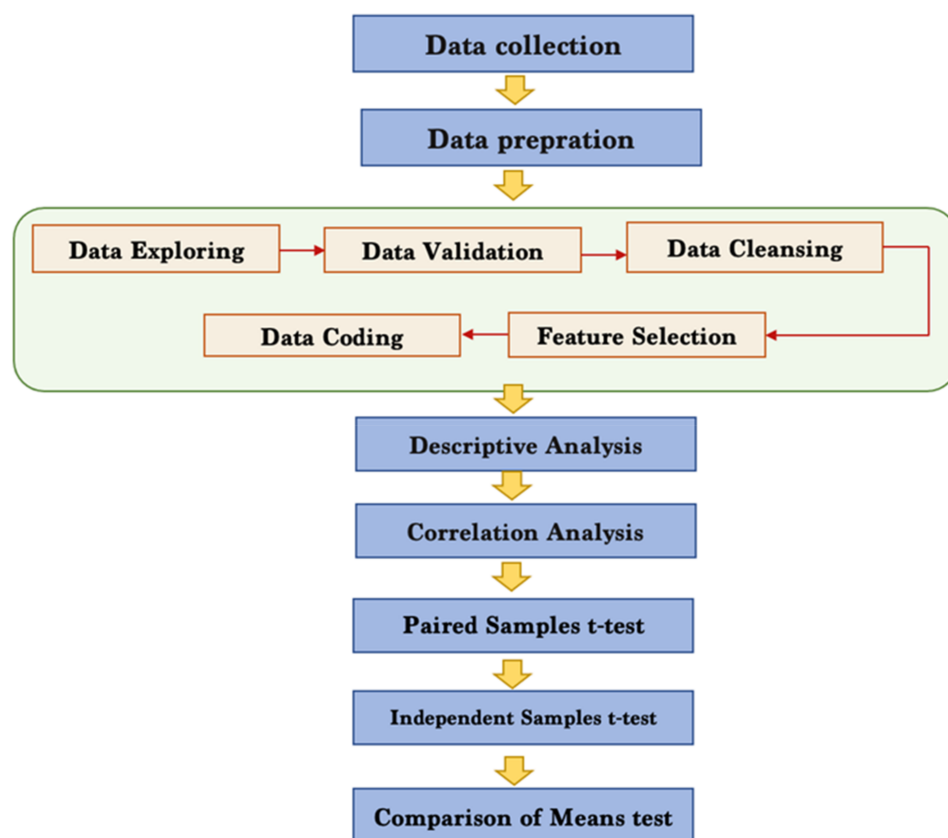 Data collection
Data prepration
Data Exploring
Data Validation
Data Cleansing
Feature Selection
Data Coding
Descriptive Analysis
Correlation Analysis
Paired Samples t-test
Independent Samples t-test
Comparison of Means test